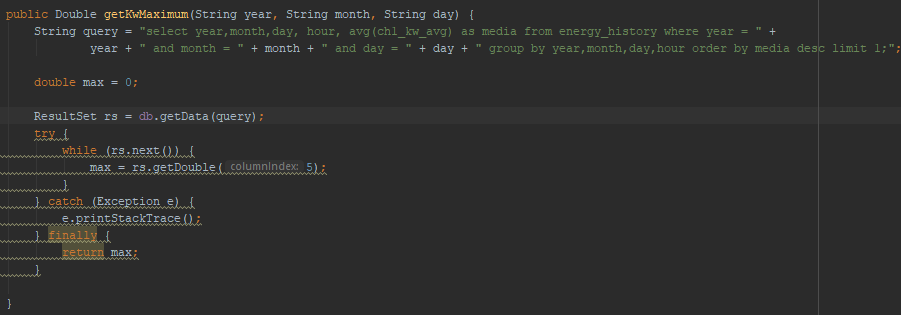 public Double getKwMaximum(String year, String month, String day) {
String query = "select year,month,day, hour, avg(chl_kw_avg) as media from energy_history where year = " +
year + " and month = " + month + " and day = " + day + " group by year,month,day,hour order by media desc limit 1;";
double max = 0;
ResultSet rs = db.getData(query);
try {
while (rs.next()) {
max = rs.getDouble( columnIndex: 5);
}
} catch (Exception e) {
e.printStackTrace();
} finally {
return max;
}
}